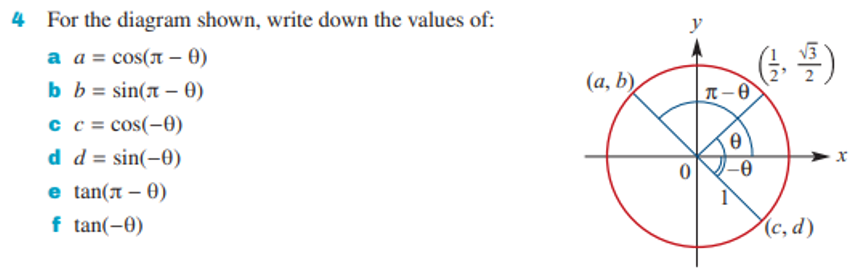 4 For the diagram shown, write down the values of:
a a = cos(π – θ)
b b = sin(π – θ)
c c = cos(–θ)
d d = sin(–θ)
e tan(π – θ)
f tan(–θ)
y
(1/2, √3/2)
(a, b)
π – θ
θ
x
0
–θ
1
(c, d)